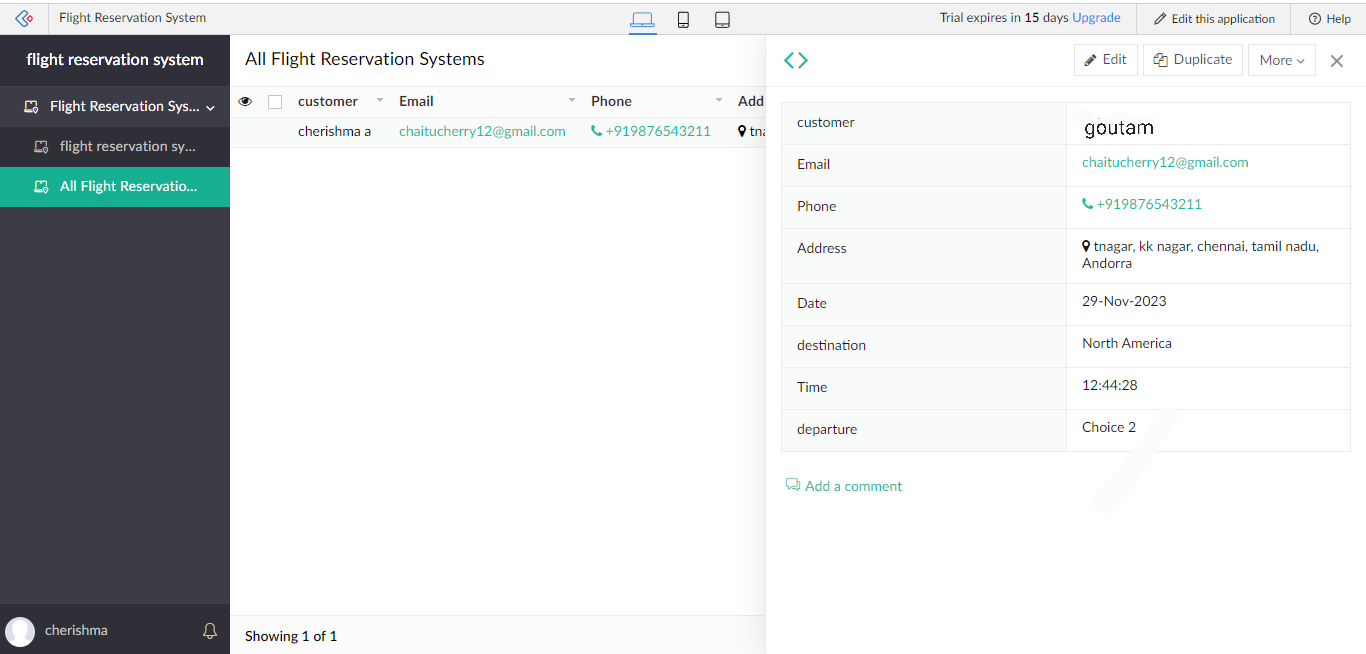 Flight Reservation System
Trial expires in 15 days Upgrade
Edit this application
Help
flight reservation system
Flight Reservation Sys...
flight reservation sy...
All Flight Reservatio...
cherishma
All Flight Reservation Systems
customer Email Phone Add
cherishma a chaitucherry12@gmail.com +919876543211 tna
Showing 1 of 1
Edit Duplicate More
customer goutam
Email chaitucherry12@gmail.com
Phone +919876543211
Address tnagar, kk nagar, chennai, tamil nadu,
Andorra
Date 29-Nov-2023
destination North America
Time 12:44:28
departure Choice 2
Add a comment